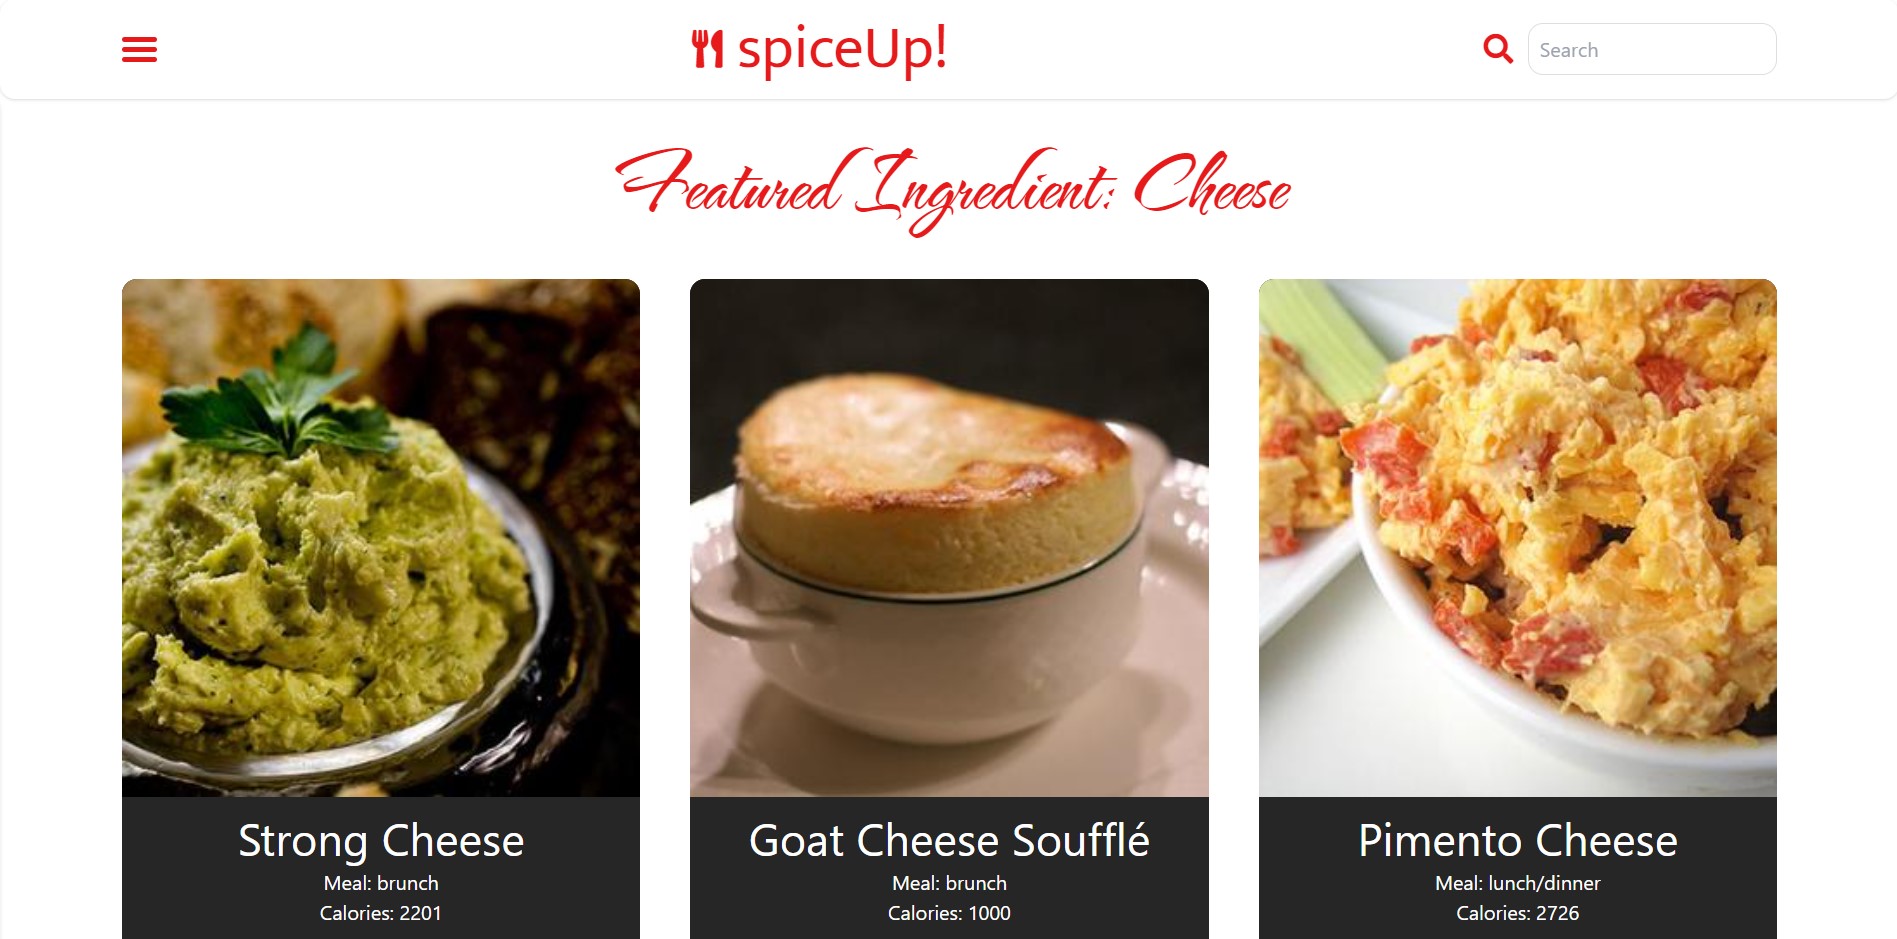 spiceUp!
Search
Featured Ingredient: Cheese
Strong Cheese
Meal: brunch
Calories: 2201
Goat Cheese Soufflé
Meal: brunch
Calories: 1000
Pimento Cheese
Meal: lunch/dinner
Calories: 2726